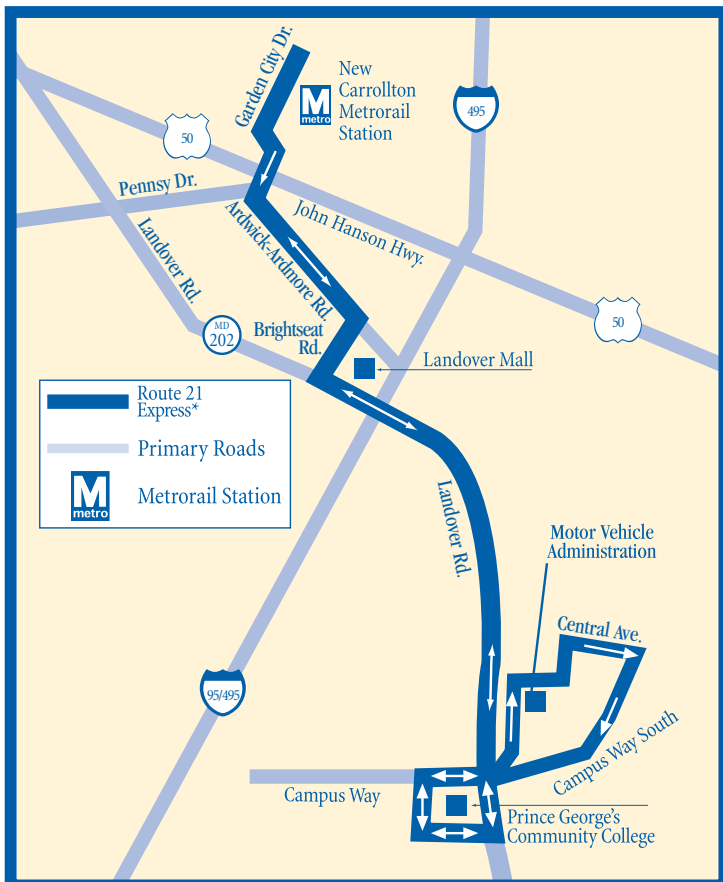 Garden City Dr.
M
metro
New
Carrollton
Metrorail
Station
495
50
Pennsy Dr.
John Hanson Hwy.
Ardwick-Ardmore Rd.
Landover Rd.
50
MD
202
Brightseat
Rd.
Landover Mall
Route 21
Express*
Primary Roads
M
metro
Metrorail Station
Landover Rd.
Motor Vehicle
Administration
Central Ave.
95/495
Campus Way South
Campus Way
Prince George's
Community College